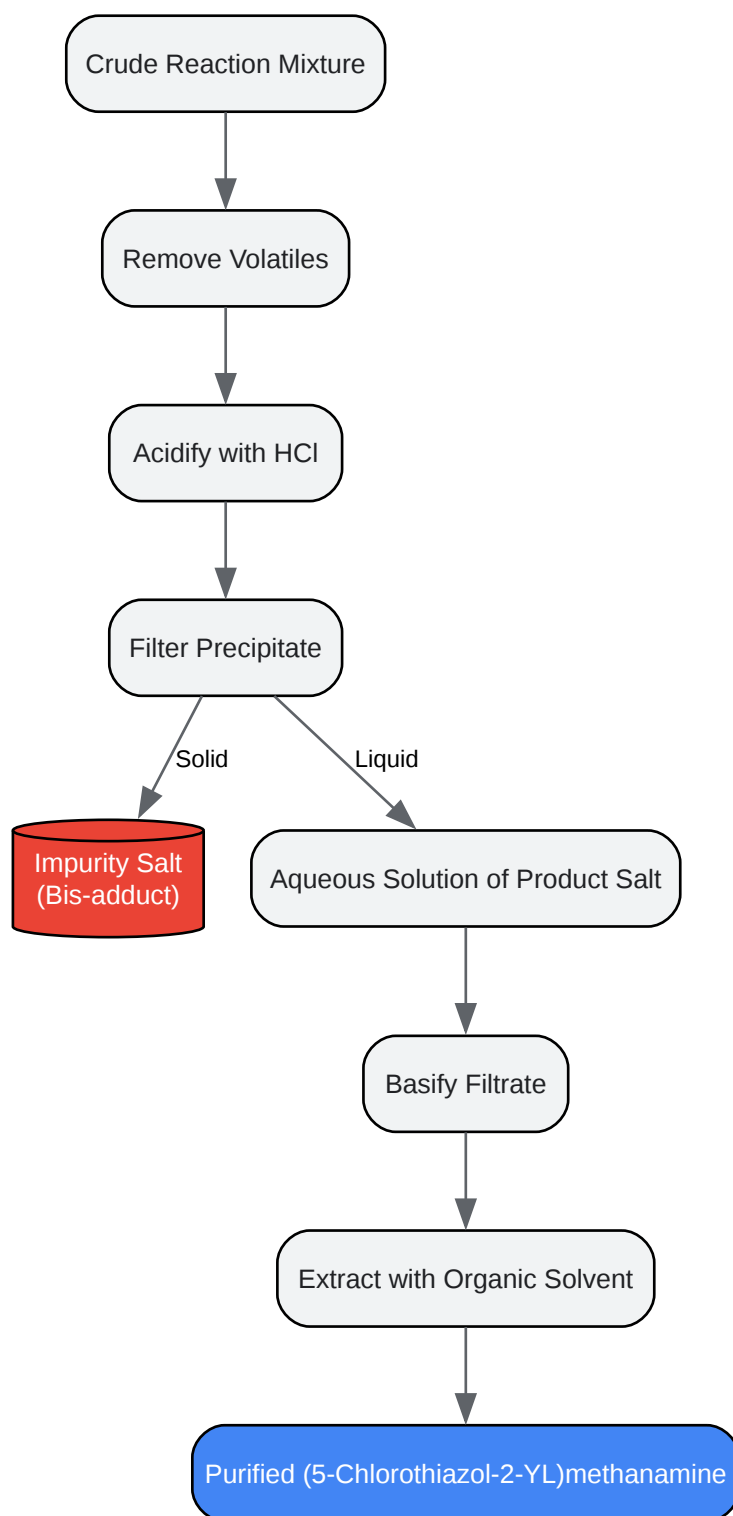 Crude Reaction Mixture
Remove Volatiles
Acidify with HCl
Filter Precipitate
Solid
Liquid
Impurity Salt
(Bis-adduct)
Aqueous Solution of Product Salt
Basify Filtrate
Extract with Organic Solvent
Purified (5-Chlorothiazol-2-YL)methanamine